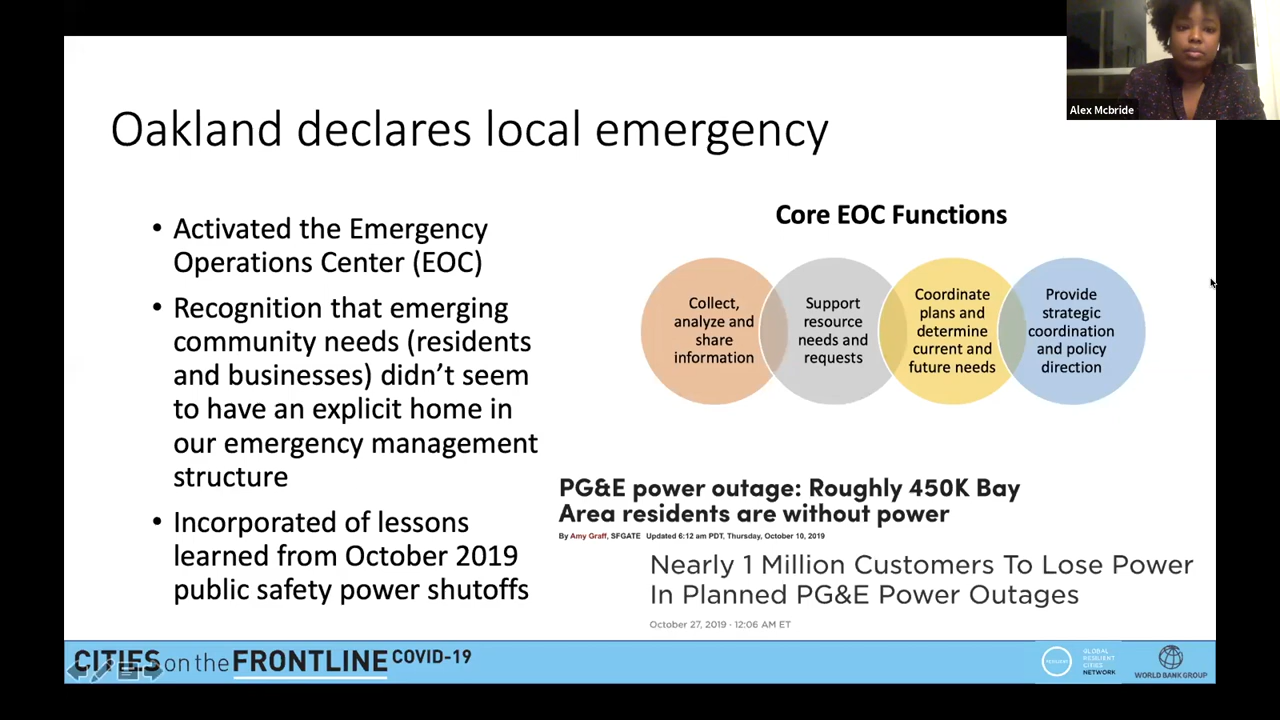 Alex Mcbride
Oakland declares local emergency
• Activated the Emergency
Operations Center (EOC)
• Recognition that emerging
community needs (residents
and businesses) didn’t seem
to have an explicit home in
our emergency management
structure
• Incorporated of lessons
learned from October 2019
public safety power shutoffs
Core EOC Functions
Collect,
analyze and
share
information
Support
resource
needs and
requests
Coordinate
plans and
determine
current and
future needs
Provide
strategic
coordination
and policy
direction
PG&E power outage: Roughly 450K Bay
Area residents are without power
By Amy Graff, SFGATE Updated 6:12 am PDT, Thursday, October 10, 2019
Nearly 1 Million Customers To Lose Power
In Planned PG&E Power Outages
October 27, 2019 · 12:06 AM ET
CITIES on the FRONTLINE COVID-19
GLOBAL
RESILIENT
CITIES
NETWORK
WORLD BANK GROUP